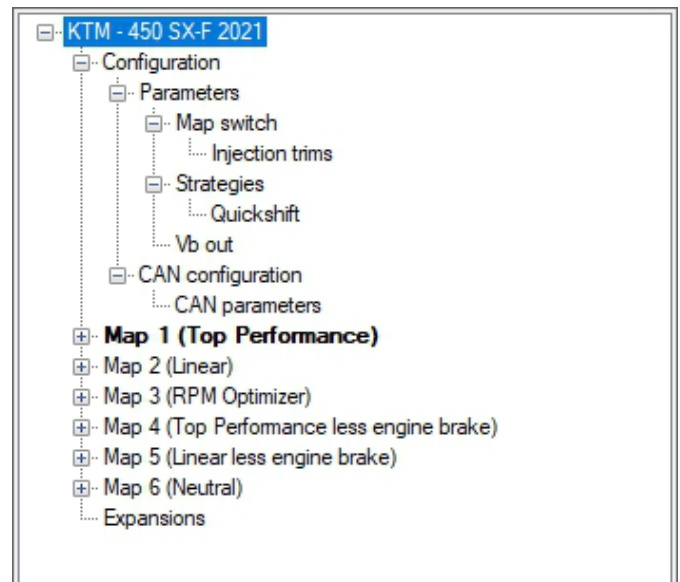 KTM - 450 SX-F 2021
Configuration
Parameters
Map switch
Injection trims
Strategies
Quickshift
Vb out
CAN configuration
CAN parameters
Map 1 (Top Performance)
Map 2 (Linear)
Map 3 (RPM Optimizer)
Map 4 (Top Performance less engine brake)
Map 5 (Linear less engine brake)
Map 6 (Neutral)
Expansions